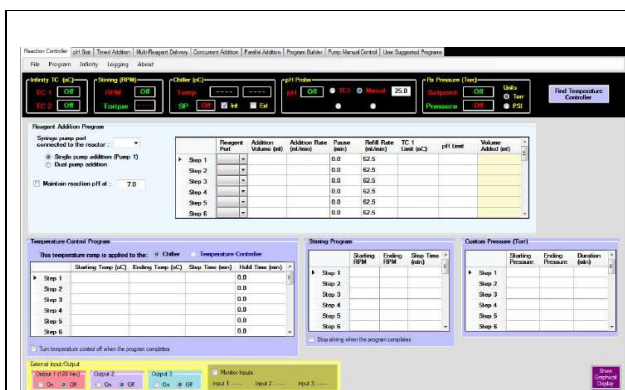 Reaction Controller pH Stat Timed Addition Multi-Reagent Delivery Concurrent Addition Parallel Addition Program Builder Pump Manual Control User Suggested Programs
File Program Infinity Logging About
Infinity TC (oC) Stirring (RPM) Chiller (oC) pH Probe Rx Pressure (Torr)
TC 1 Off RPM Off Temp ---- ---- pH Off TC1 Manual 25.0 Setpoint Off Units Torr
TC 2 Off Torque --- SP Off Int Ext Pressure Off PSI
Find Temperature Controller
Reagent Addition Program
Syringe pump port connected to the reactor :
Single pump addition (Pump 1)
Dual pump addition
Maintain reaction pH at : 7.0
Reagent Port Addition Volume (ml) Addition Rate (ml/min) Pause (min) Refill Rate (ml/min) TC 1 Limit (oC) pH Limit Volume Added (ml)
Step 1 0.0 62.5
Step 2 0.0 62.5
Step 3 0.0 62.5
Step 4 0.0 62.5
Step 5 0.0 62.5
Step 6 0.0 62.5
Temperature Control Program
This temperature ramp is applied to the: Chiller Temperature Controller
Starting Temp (oC) Ending Temp (oC) Step Time (min) Hold Time (min)
Step 1 0.0
Step 2 0.0
Step 3 0.0
Step 4 0.0
Step 5 0.0
Step 6 0.0
Turn temperature control off when the program completes
Stirring Program
Starting RPM Ending RPM Step Time (min)
Step 1
Step 2
Step 3
Step 4
Step 5
Step 6
Stop stirring when the program completes
Custom Pressure (Torr)
Starting Pressure Ending Pressure Duration (min)
Step 1
Step 2
Step 3
Step 4
Step 5
Step 6
External Input/Output
Output 1 (120 Vac) Output 2 Output 3 Monitor Inputs
On Off On Off On Off Input 1 ----- Input 2 ----- Input 3 -----
Show Graphical Display